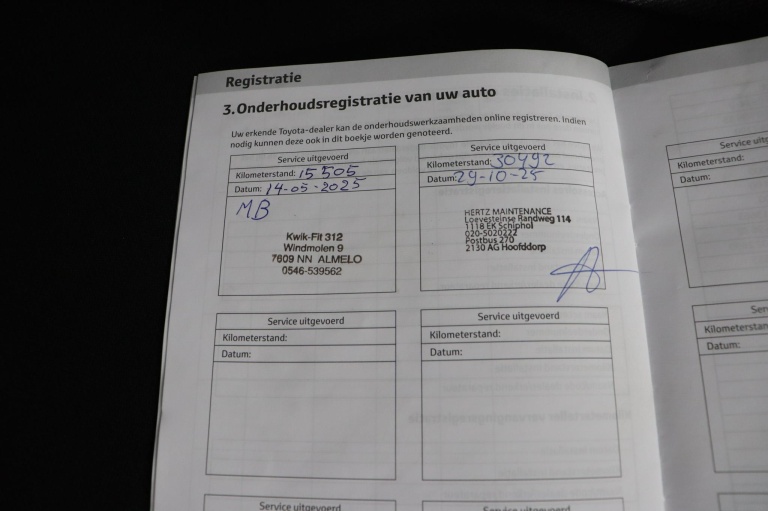 Registratie
3. Onderhoudsregistratie van uw auto
Uw erkende Toyota-dealer kan de onderhoudswerkzaamheden online registreren. Indien
nodig kunnen deze ook in dit boekje worden genoteerd.
Service uitgevoerd
Kilometerstand: 15505
Datum: 14-05-2025
MB
Kwik-Fit 312
Windmolen 9
7609 NN ALMELO
0546-539562
Service uitgevoerd
Kilometerstand: 30492
Datum: 29-10-25
HERTZ MAINTENANCE
Loevesteinse Randweg 114
1118 EK Schiphol
020-5020222
Postbus 270
2130 AG Hoofddorp
Service uitgevoerd
Kilometerstand:
Datum:
Service uitgevoerd
Kilometerstand:
Datum:
Service uitgevoerd
Service uitgevoerd
Kilometerstand:
Datum:
Datum: